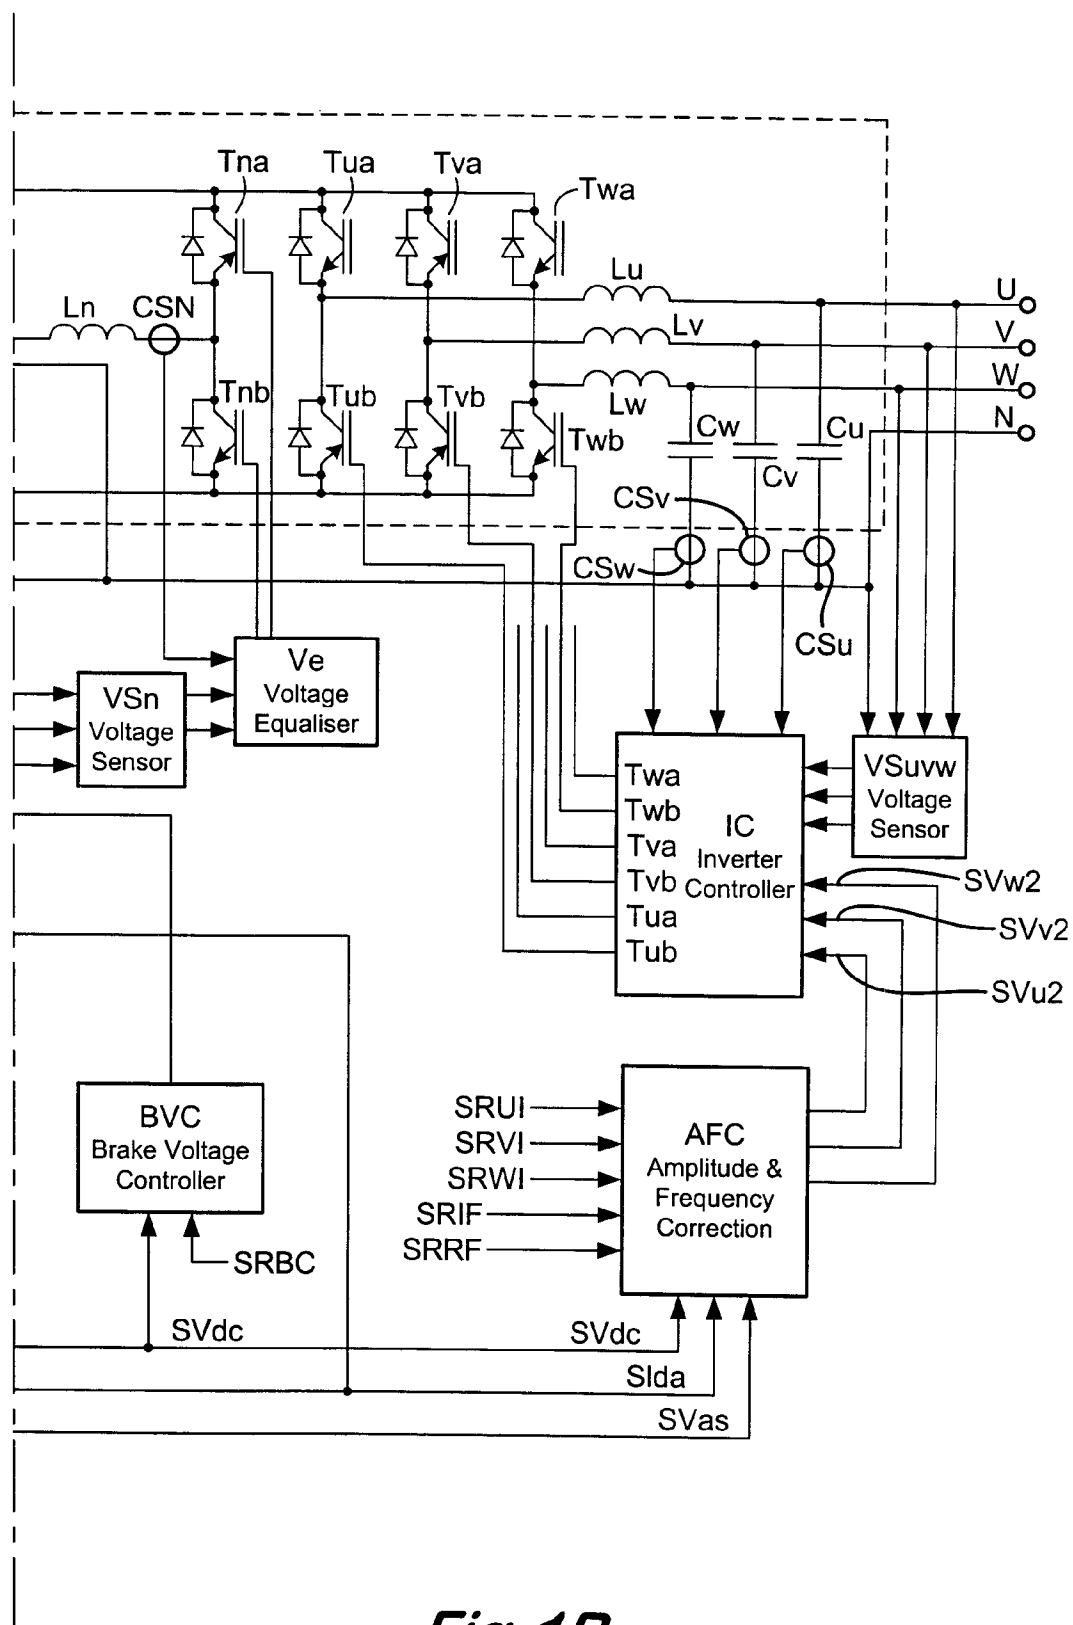 Tna
Tua
Tva
Twa
Ln
CSN
Lu
U
Lv
V
Lw
W
N
Tnb
Tub
Tvb
Twb
Cw
Cu
Cv
CSv
CSw
CSu
Ve
Voltage
Equaliser
VSn
Voltage
Sensor
Twa
Twb
Tva
Tvb
Tua
Tub
IC
Inverter
Controller
VSuvw
Voltage
Sensor
SVw2
SVv2
SVu2
BVC
Brake Voltage
Controller
SRBC
SRUI
SRVI
SRWI
SRIF
SRRF
AFC
Amplitude &
Frequency
Correction
SVdc
SVdc
SIda
SVas